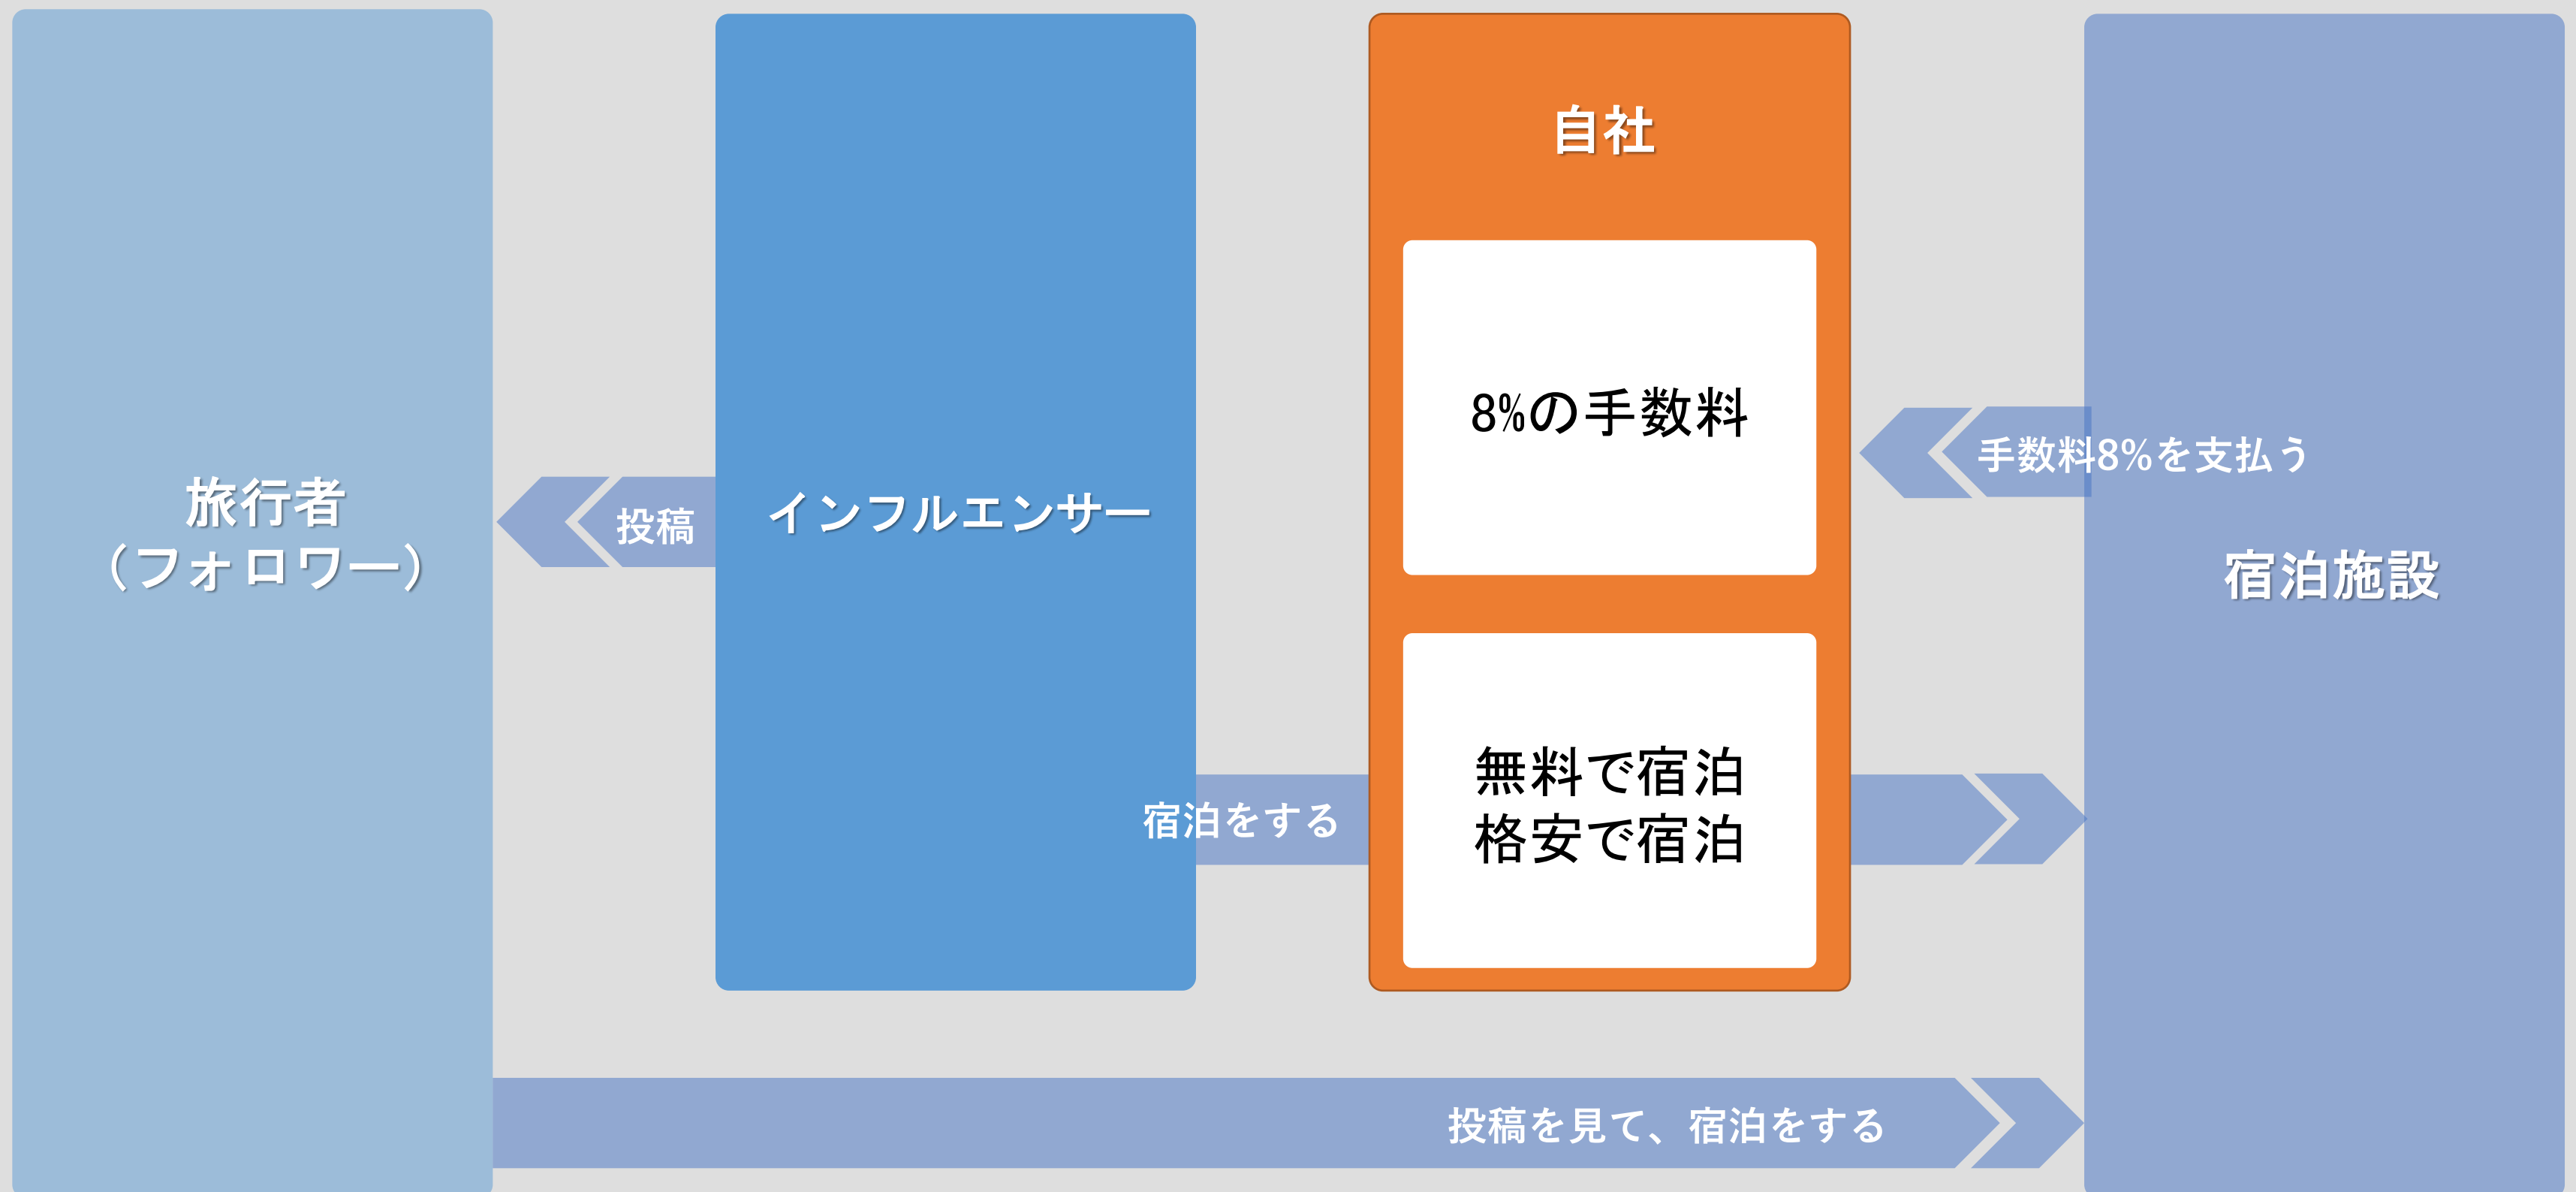 旅行者
（フォロワー）
投稿
インフルエンサー
宿泊をする
自社
8%の手数料
無料で宿泊
格安で宿泊
手数料8%を支払う
宿泊施設
投稿を見て、宿泊をする